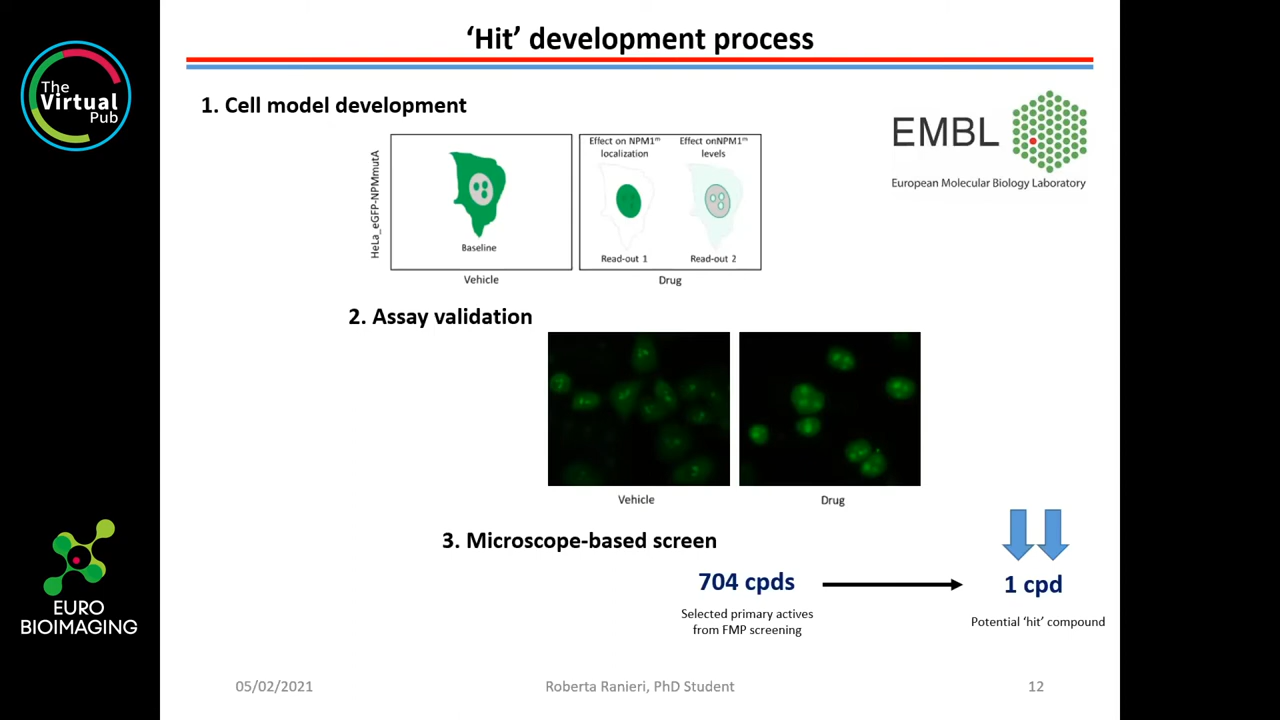 ‘Hit’ development process
The
Virtual
Pub
1. Cell model development
EMBL
European Molecular Biology Laboratory
HeLa_eGFP-NPMmutA
Baseline
Vehicle
Effect on NPM1ᵐ
localization
Read-out 1
Effect onNPM1ᵐ
levels
Read-out 2
Drug
2. Assay validation
Vehicle
Drug
3. Microscope-based screen
704 cpds
Selected primary actives
from FMP screening
1 cpd
Potential ‘hit’ compound
EURO
BIOIMAGING
05/02/2021
Roberta Ranieri, PhD Student
12